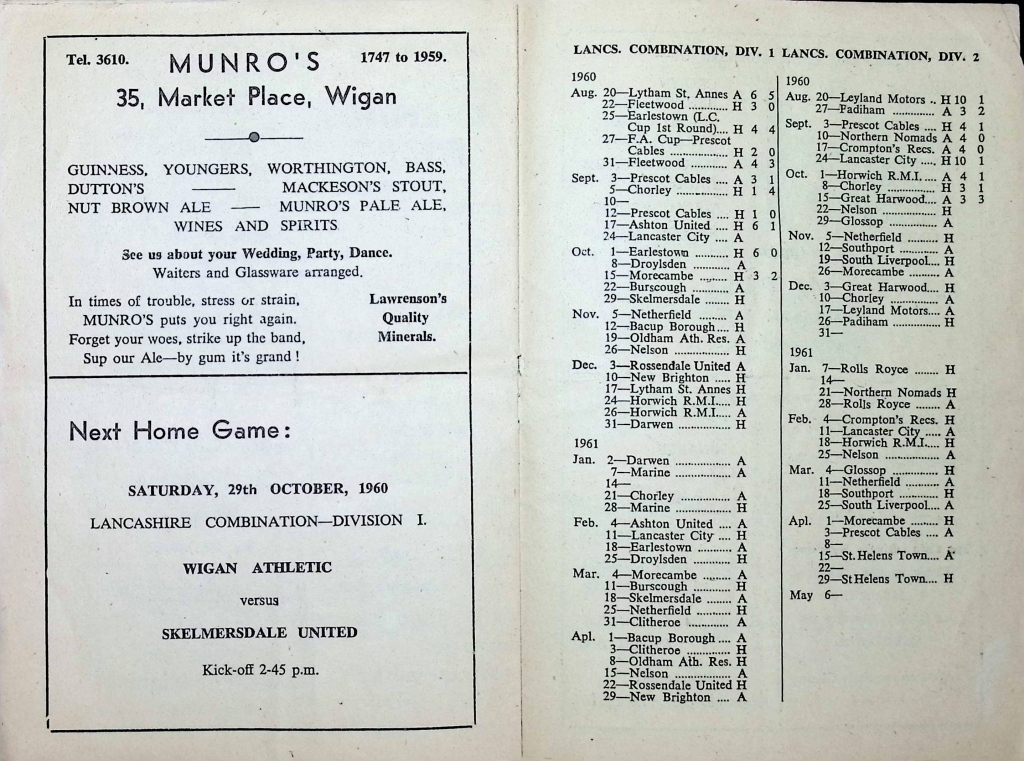 Tel. 3610. MUNRO'S 1747 to 1959.
35, Market Place, Wigan
GUINNESS, YOUNGERS, WORTHINGTON, BASS,
DUTTON'S —— MACKESON'S STOUT,
NUT BROWN ALE — MUNRO'S PALE ALE,
WINES AND SPIRITS
See us about your Wedding, Party, Dance.
Waiters and Glassware arranged.
In times of trouble, stress or strain,
MUNRO'S puts you right again.
Forget your woes, strike up the band,
Sup our Ale—by gum it's grand !
Lawrenson's
Quality
Minerals.
Next Home Game:
SATURDAY, 29th OCTOBER, 1960
LANCASHIRE COMBINATION—DIVISION I.
WIGAN ATHLETIC
versus
SKELMERSDALE UNITED
Kick-off 2-45 p.m.
LANCS. COMBINATION, DIV. 1
1960
Aug. 20—Lytham St, Annes A 6 5
22—Fleetwood ............ H 3 0
25—Earlestown (L.C.
Cup 1st Round).... H 4 4
27—F.A. Cup—Prescot
Cables .................. H 2 0
31—Fleetwood ............ A 4 3
Sept. 3—Prescot Cables .... A 3 1
5—Chorley ............... H 1 4
10—
12—Prescot Cables .... H 1 0
17—Ashton United .... H 6 1
24—Lancaster City .... A
Oct. 1—Earlestown .......... H 6 0
8—Droylsden ............ A
15—Morecambe ......... H 3 2
22—Burscough ............ A
29—Skelmersdale ........ H
Nov. 5—Netherfield .......... A
12—Bacup Borough.... H
19—Oldham Ath. Res. A
26—Nelson .................. H
Dec. 3—Rossendale United A
10—New Brighton ..... H
17—Lytham St. Annes H
24—Horwich R.M.I..... H
26—Horwich R.M.I..... A
31—Darwen ................ H
1961
Jan. 2—Darwen ................ A
7—Marine ................. A
14—
21—Chorley ................ A
28—Marine ................. H
Feb. 4—Ashton United .... A
11—Lancaster City .... H
18—Earlestown .......... A
25—Droylsden ............ H
Mar. 4—Morecambe ......... A
11—Burscough ............ H
18—Skelmersdale ........ A
25—Netherfield .......... H
31—Clitheroe .............. A
Apl. 1—Bacup Borough .... A
3—Clitheroe .............. H
8—Oldham Ath. Res. H
15—Nelson .................. A
22—Rossendale United H
29—New Brighton .... A
LANCS. COMBINATION, DIV. 2
1960
Aug. 20—Leyland Motors .. H 10 1
27—Padiham .............. A 3 2
Sept. 3—Prescot Cables .... H 4 1
10—Northern Nomads A 4 0
17—Crompton's Recs. A 4 0
24—Lancaster City .... H 10 1
Oct. 1—Horwich R.M.I..... A 4 1
8—Chorley ................ H 3 1
15—Great Harwood.... A 3 3
22—Nelson .................. H
29—Glossop ................ A
Nov. 5—Netherfield .......... H
12—Southport ............ A
19—South Liverpool.... H
26—Morecambe .......... A
Dec. 3—Great Harwood.... H
10—Chorley ................ A
17—Leyland Motors.... A
26—Padiham .............. H
31—
1961
Jan. 7—Rolls Royce ........ H
14—
21—Northern Nomads H
28—Rolls Royce ........ A
Feb. 4—Crompton's Recs. H
11—Lancaster City .... A
18—Horwich R.M.I..... H
25—Nelson .................. A
Mar. 4—Glossop ................ H
11—Netherfield ........... A
18—Southport ............ H
25—South Liverpool.... A
Apl. 1—Morecambe ......... H
3—Prescot Cables .... A
8—
15—St. Helens Town.... A
22—
29—St Helens Town.... H
May 6—